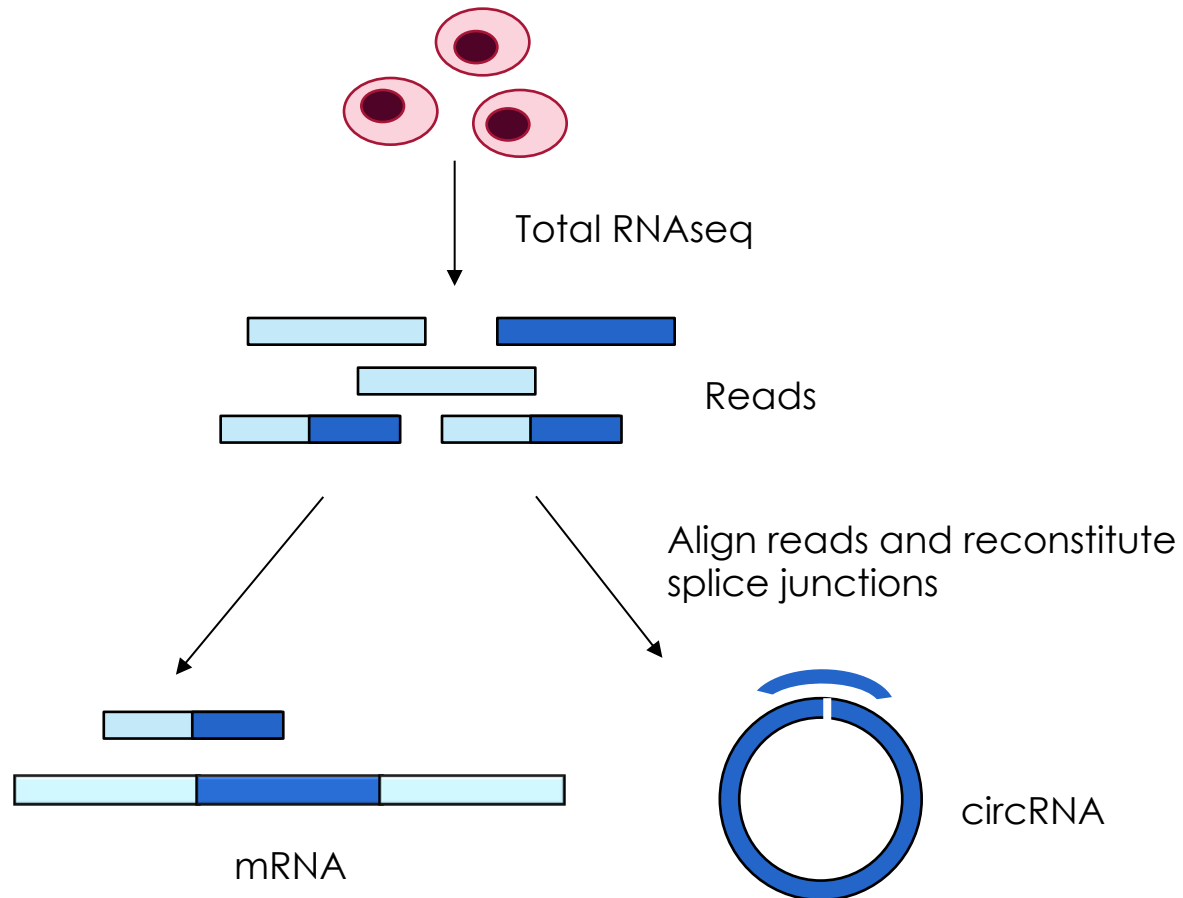 Total RNAseq
Reads
Align reads and reconstitute
splice junctions
circRNA
mRNA